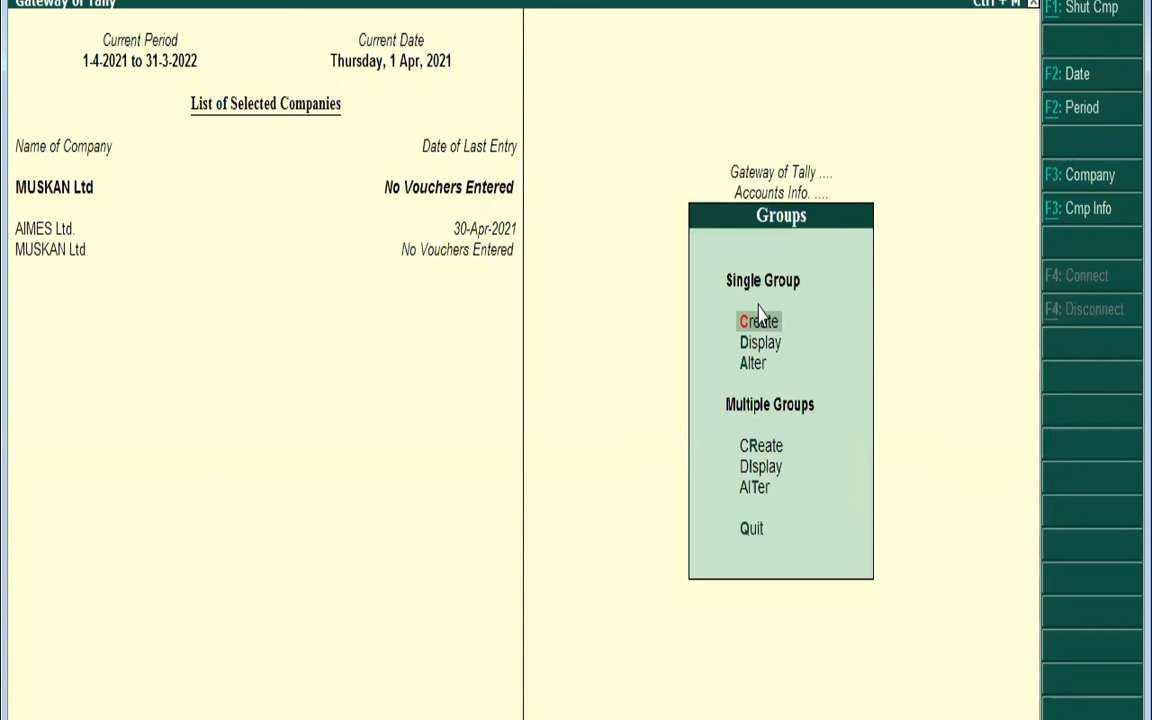 Gateway of Tally
Ctrl + M
Current Period
Current Date
1-4-2021 to 31-3-2022
Thursday, 1 Apr, 2021
List of Selected Companies
Name of Company
Date of Last Entry
MUSKAN Ltd
No Vouchers Entered
AIMES Ltd.
30-Apr-2021
MUSKAN Ltd
No Vouchers Entered
Gateway of Tally ....
Accounts Info. ....
Groups
Single Group
Create
Display
Alter
Multiple Groups
CReate
DIsplay
AlTer
Quit
F1: Shut Cmp
F2: Date
F2: Period
F3: Company
F3: Cmp Info
F4: Connect
F4: Disconnect